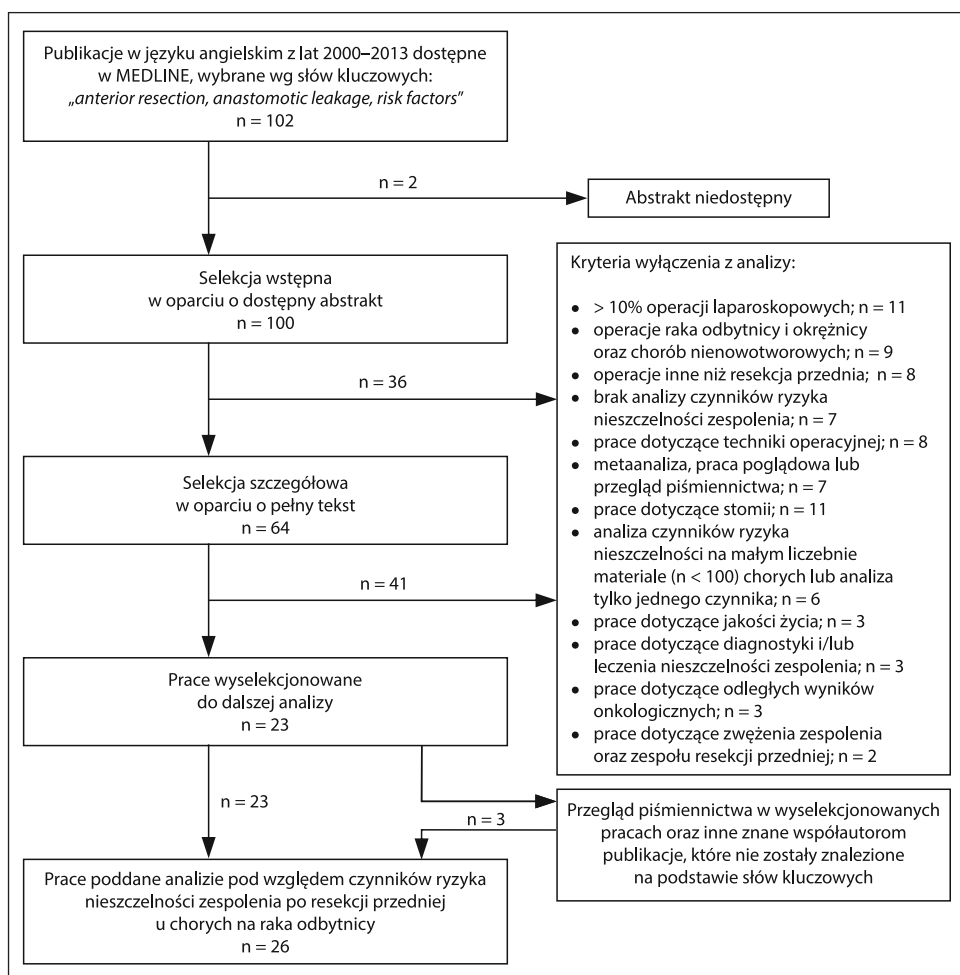 Publikacje w języku angielskim z lat 2000–2013 dostępne
w MEDLINE, wybrane wg słów kluczowych:
„anterior resection, anastomotic leakage, risk factors”
n = 102
n = 2
Abstrakt niedostępny
Selekcja wstępna
w oparciu o dostępny abstrakt
n = 100
n = 36
Kryteria wyłączenia z analizy:
• > 10% operacji laparoskopowych; n = 11
• operacje raka odbytnicy i okrężnicy
oraz chorób nienowotworowych; n = 9
• operacje inne niż resekcja przednia; n = 8
• brak analizy czynników ryzyka
nieszczelności zespolenia; n = 7
• prace dotyczące techniki operacyjnej; n = 8
• metaanaliza, praca poglądowa lub
przegląd piśmiennictwa; n = 7
• prace dotyczące stomii; n = 11
• analiza czynników ryzyka
nieszczelności na małym liczebnie
materiale (n < 100) chorych lub analiza
tylko jednego czynnika; n = 6
• prace dotyczące jakości życia; n = 3
• prace dotyczące diagnostyki i/lub
leczenia nieszczelności zespolenia; n = 3
• prace dotyczące odległych wyników
onkologicznych; n = 3
• prace dotyczące zwężenia zespolenia
oraz zespołu resekcji przedniej; n = 2
Selekcja szczegółowa
w oparciu o pełny tekst
n = 64
n = 41
Prace wyselekcjonowane
do dalszej analizy
n = 23
n = 23
n = 3
Przegląd piśmiennictwa w wyselekcjonowanych
pracach oraz inne znane współautorom
publikacje, które nie zostały znalezione
na podstawie słów kluczowych
Prace poddane analizie pod względem czynników ryzyka
nieszczelności zespolenia po resekcji przedniej
u chorych na raka odbytnicy
n = 26